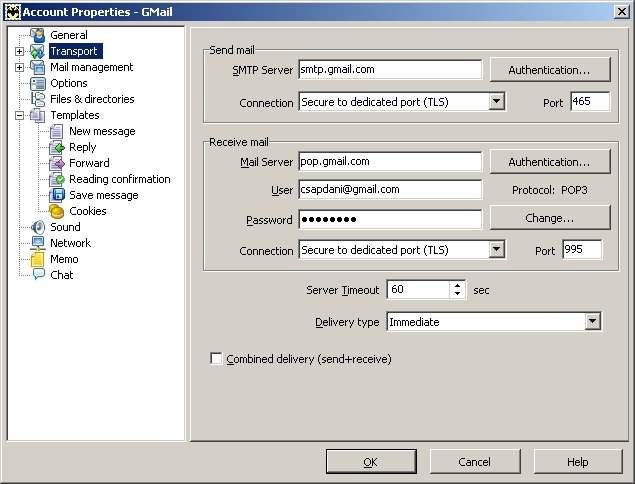 Account Properties - GMail
General
Transport
Mail management
Options
Files & directories
Templates
New message
Reply
Forward
Reading confirmation
Save message
Cookies
Sound
Network
Memo
Chat
Send mail
SMTP Server smtp.gmail.com Authentication...
Connection Secure to dedicated port (TLS) Port 465
Receive mail
Mail Server pop.gmail.com Authentication...
User csapdani@gmail.com Protocol: POP3
Password ●●●●●●●● Change...
Connection Secure to dedicated port (TLS) Port 995
Server Timeout 60 sec
Delivery type Immediate
Combined delivery (send+receive)
OK Cancel Help